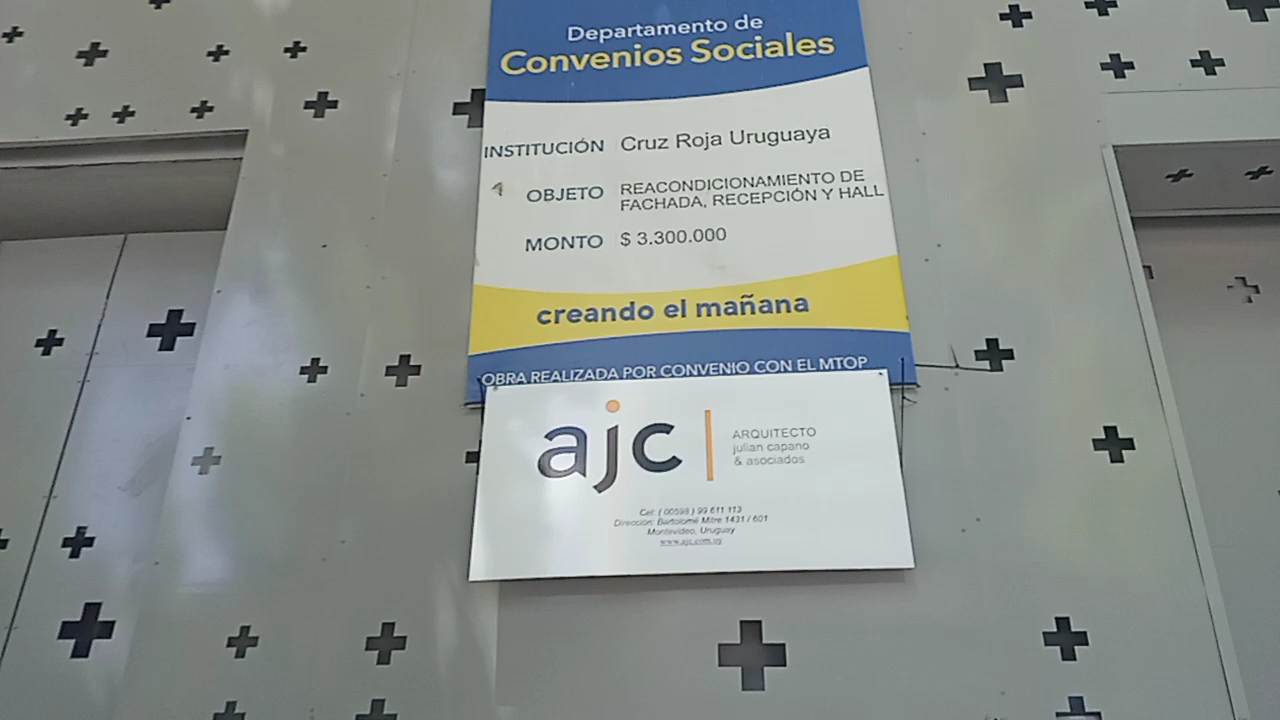 Departamento de
Convenios Sociales
INSTITUCIÓN Cruz Roja Uruguaya
OBJETO REACONDICIONAMIENTO DE
FACHADA, RECEPCIÓN Y HALL
MONTO $ 3.300.000
creando el mañana
OBRA REALIZADA POR CONVENIO CON EL MTOP
ajc
ARQUITECTO
julian capano
& asociados
Cel: ( 00598 ) 99 611 113
Dirección: Bartolomé Mitre 1431 / 601
Montevideo, Uruguay
www.ajc.com.uy